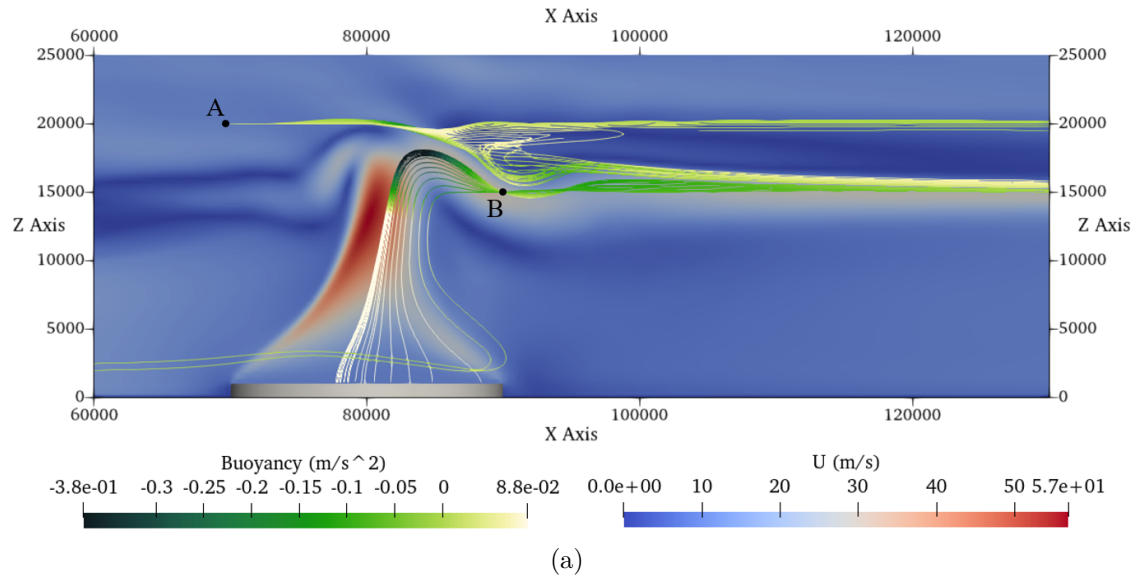 X Axis
60000 80000 100000 120000
25000 25000
A
20000 20000
15000 15000
B
Z Axis Z Axis
10000 10000
5000 5000
0 0
60000 80000 100000 120000
X Axis
Buoyancy (m/s^2) U (m/s)
-3.8e-01 -0.3 -0.25 -0.2 -0.15 -0.1 -0.05 0 8.8e-02 0.0e+00 10 20 30 40 50 5.7e+01
(a)